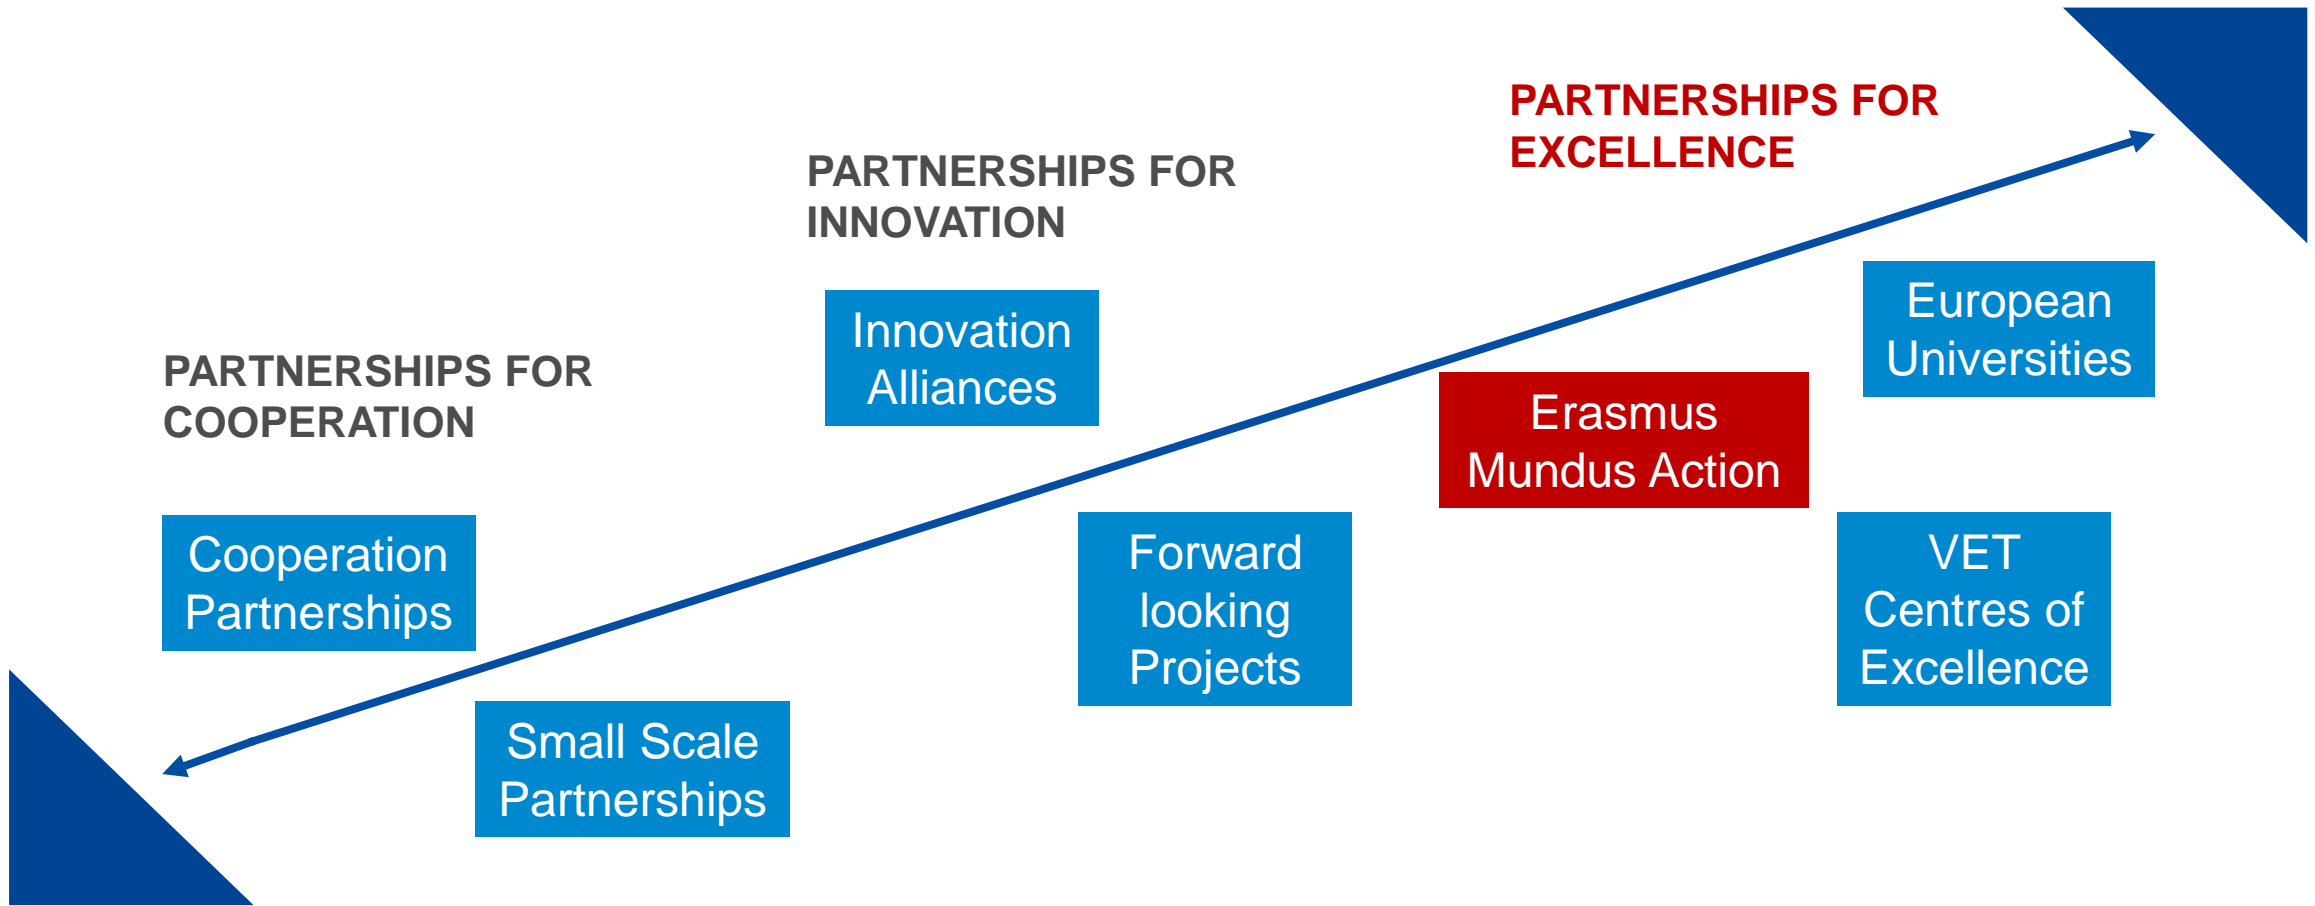 PARTNERSHIPS FOR
COOPERATION
Cooperation
Partnerships
Small Scale
Partnerships
PARTNERSHIPS FOR
INNOVATION
Innovation
Alliances
Forward
looking
Projects
PARTNERSHIPS FOR
EXCELLENCE
Erasmus
Mundus Action
European
Universities
VET
Centres of
Excellence